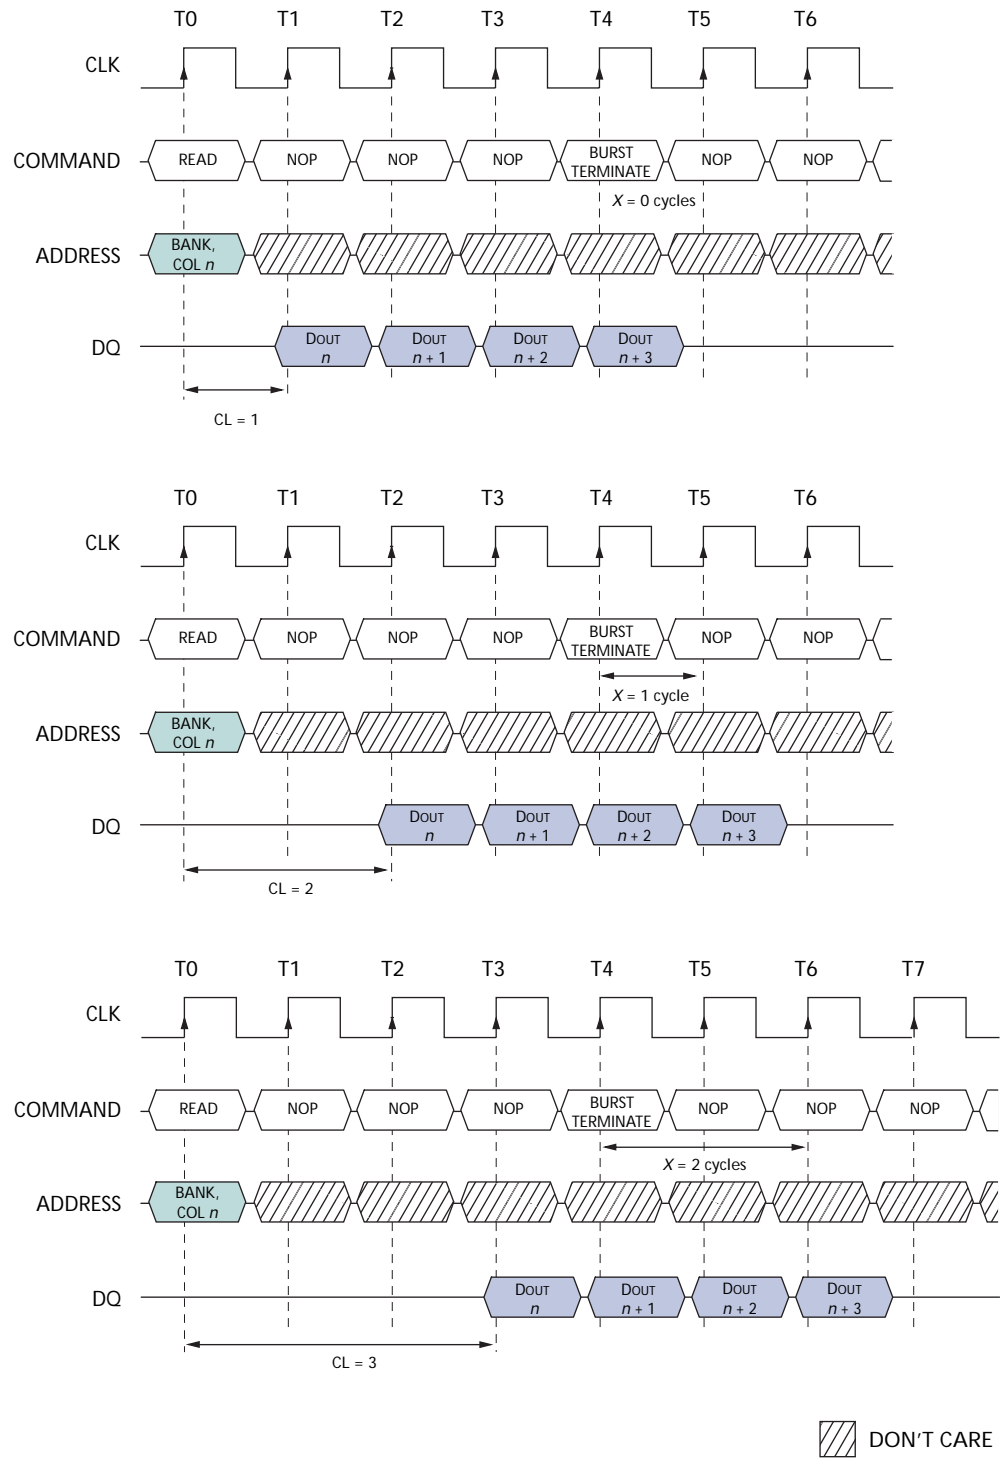 T0 T1 T2 T3 T4 T5 T6
CLK
COMMAND
READ NOP NOP NOP BURST TERMINATE NOP NOP
X = 0 cycles
ADDRESS
BANK, COL n
DQ
DOUT n DOUT n + 1 DOUT n + 2 DOUT n + 3
CL = 1
T0 T1 T2 T3 T4 T5 T6
CLK
COMMAND
READ NOP NOP NOP BURST TERMINATE NOP NOP
X = 1 cycle
ADDRESS
BANK, COL n
DQ
DOUT n DOUT n + 1 DOUT n + 2 DOUT n + 3
CL = 2
T0 T1 T2 T3 T4 T5 T6 T7
CLK
COMMAND
READ NOP NOP NOP BURST TERMINATE NOP NOP NOP
X = 2 cycles
ADDRESS
BANK, COL n
DQ
DOUT n DOUT n + 1 DOUT n + 2 DOUT n + 3
CL = 3
DON'T CARE